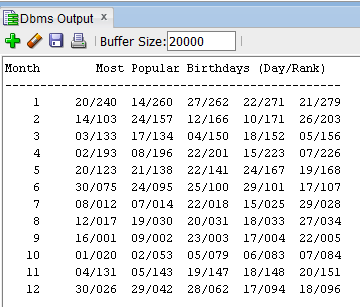 Dbms Output x
Buffer Size: 20000
Month Most Popular Birthdays (Day/Rank)
----------------------------------------------------
1 20/240 14/260 27/262 22/271 21/279
2 14/103 24/157 12/166 10/171 26/203
3 03/133 17/134 04/150 18/152 05/156
4 02/193 08/196 22/201 15/223 07/226
5 20/123 21/138 22/141 24/167 19/168
6 30/075 24/095 25/100 29/101 17/107
7 08/012 07/014 02/018 15/025 29/028
8 12/017 19/030 20/031 18/033 27/034
9 16/001 09/002 23/003 17/004 22/005
10 01/020 02/053 05/079 06/083 07/084
11 04/131 05/143 19/147 18/148 20/151
12 30/026 29/042 28/062 17/094 18/096